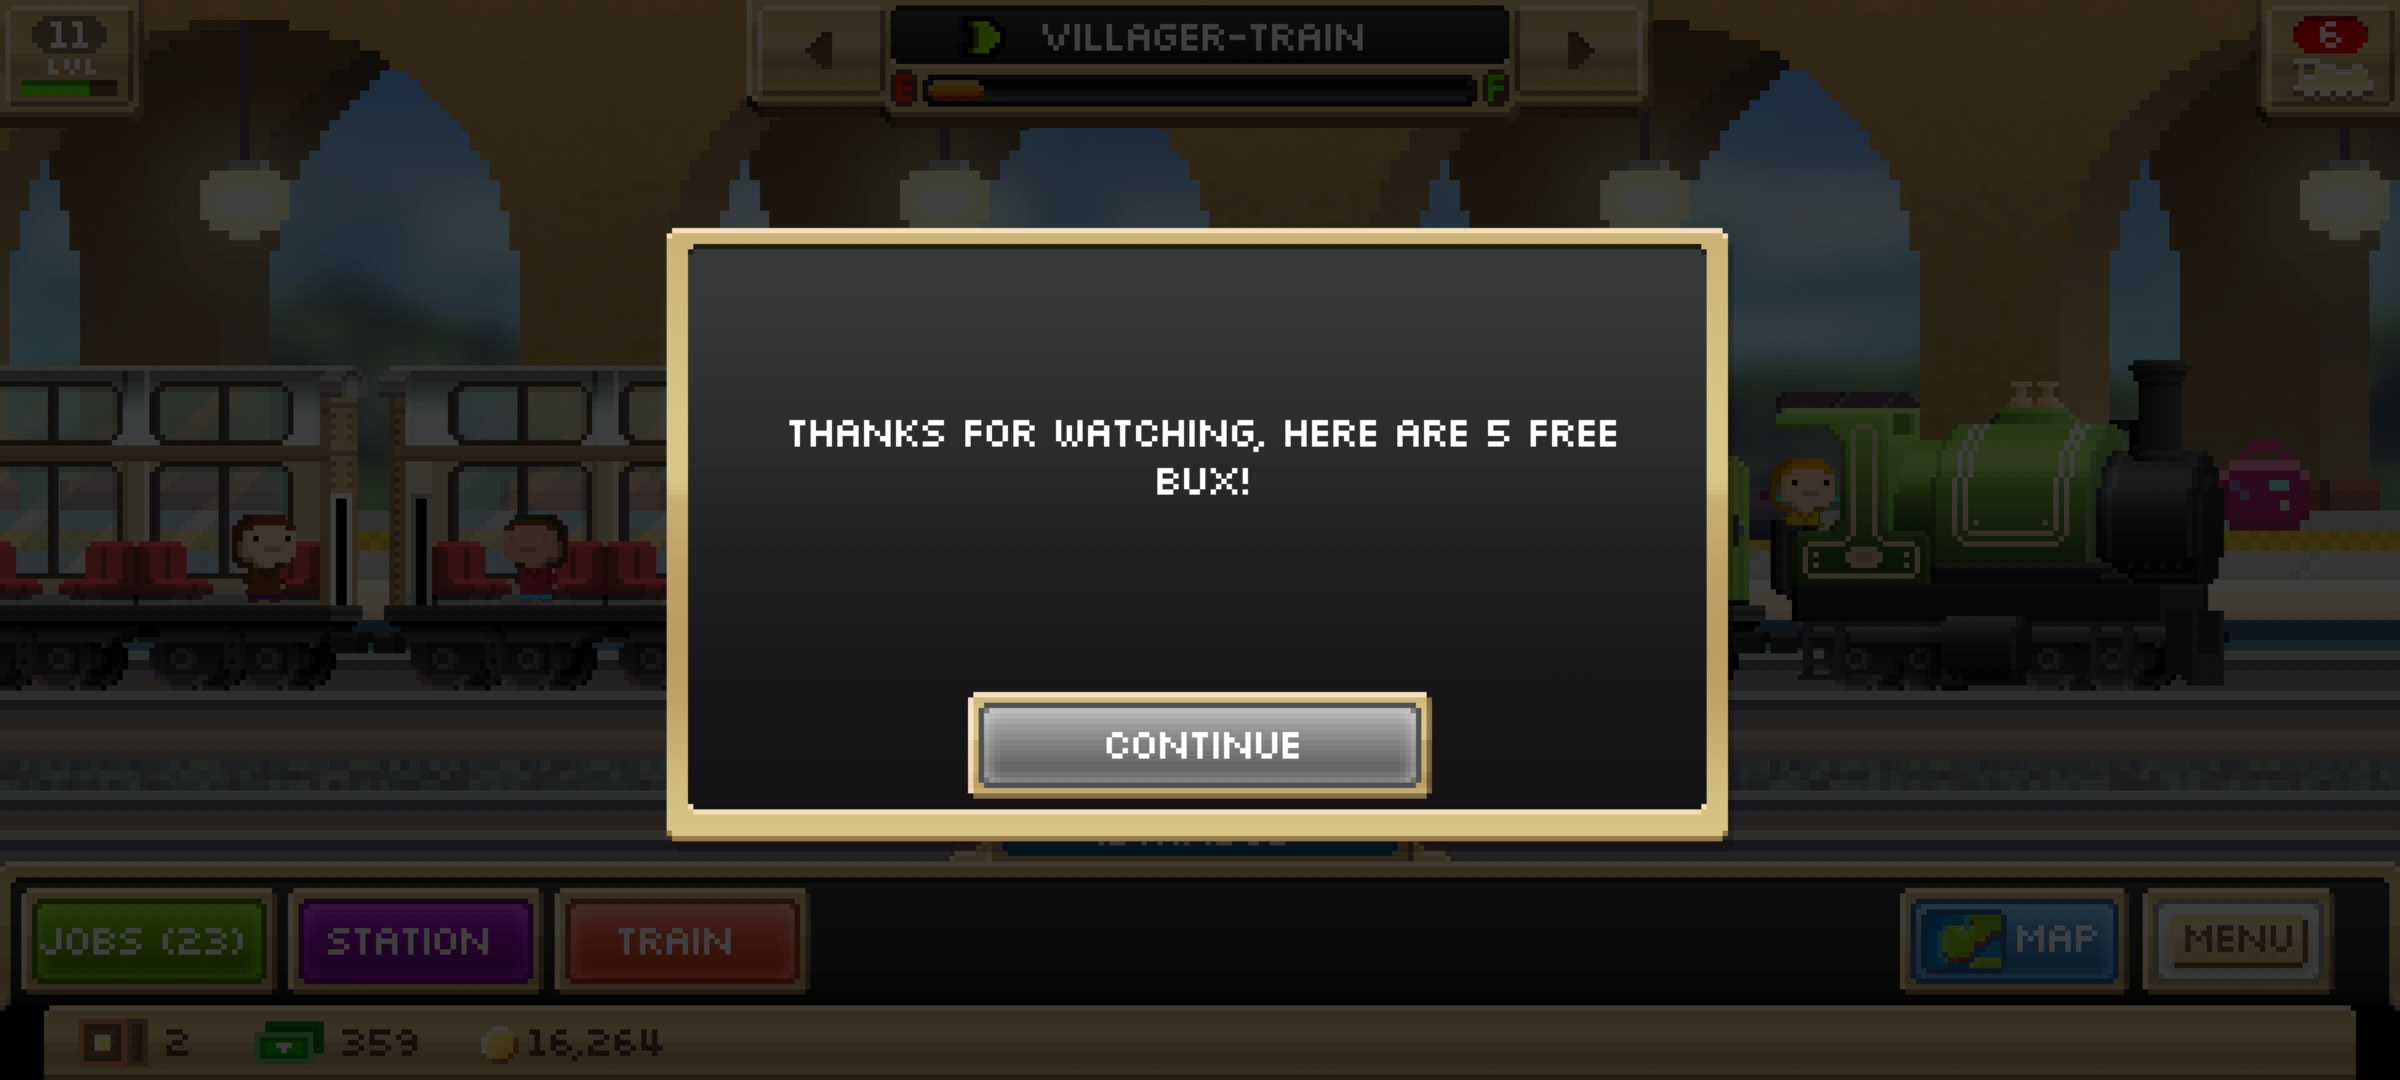 11
LVL
VILLAGER-TRAIN
E
F
6
THANKS FOR WATCHING, HERE ARE 5 FREE
BUX!
CONTINUE
JOBS (23)
STATION
TRAIN
MAP
MENU
2
359
16,264